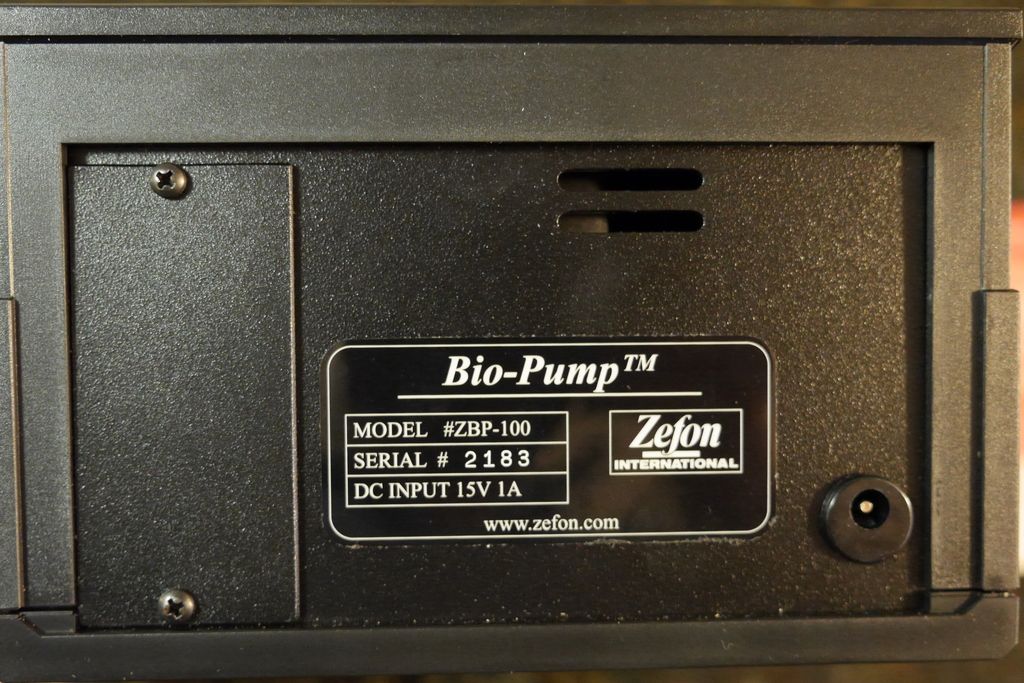 Bio-Pump™
MODEL #ZBP-100
SERIAL # 2183
DC INPUT 15V 1A
Zefon
INTERNATIONAL
www.zefon.com